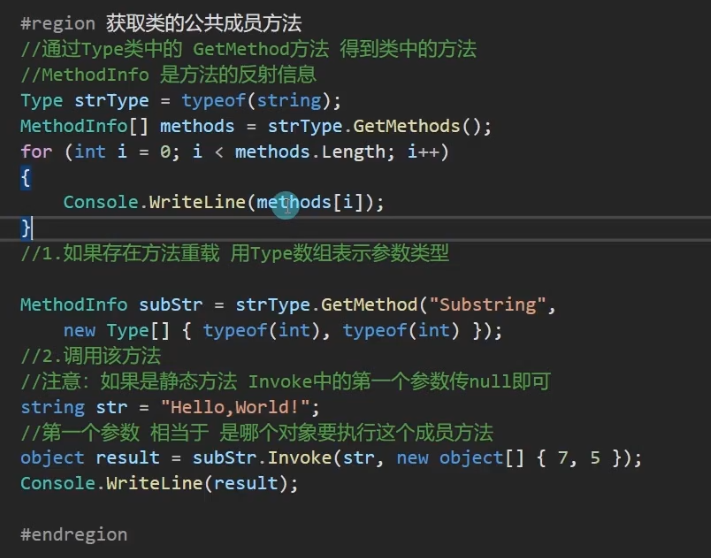 #region 获取类的公共成员方法
//通过Type类中的 GetMethod方法 得到类中的方法
//MethodInfo 是方法的反射信息
Type strType = typeof(string);
MethodInfo[] methods = strType.GetMethods();
for (int i = 0; i < methods.Length; i++)
{
    Console.WriteLine(methods[i]);
}
//1.如果存在方法重载 用Type数组表示参数类型
MethodInfo subStr = strType.GetMethod("Substring",
    new Type[] { typeof(int), typeof(int) });
//2.调用该方法
//注意：如果是静态方法 Invoke中的第一个参数传null即可
string str = "Hello,World!";
//第一个参数 相当于 是哪个对象要执行这个成员方法
object result = subStr.Invoke(str, new object[] { 7, 5 });
Console.WriteLine(result);
#endregion